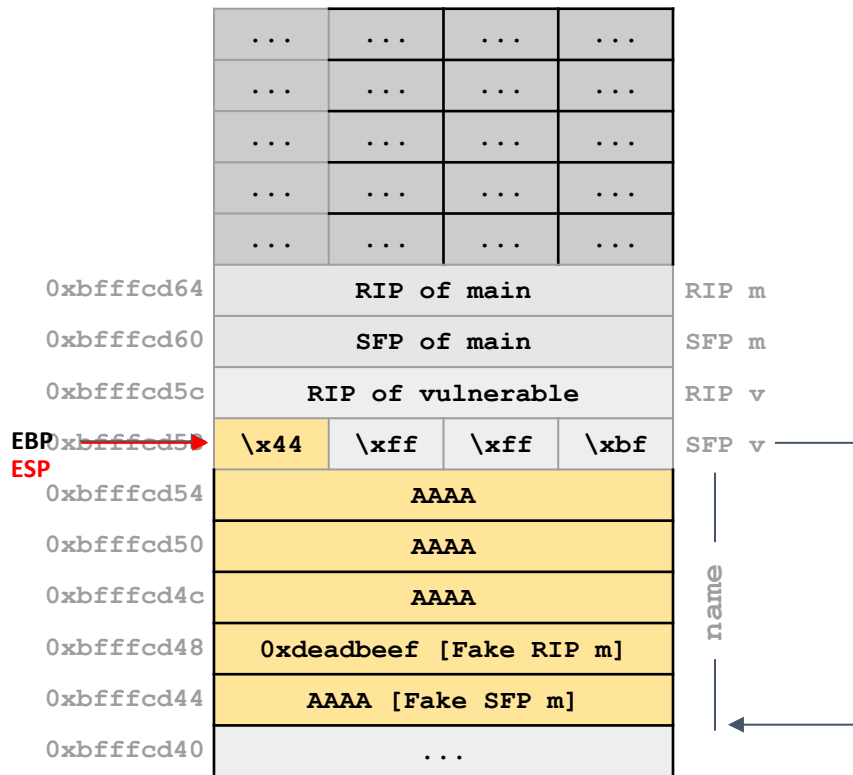 ... ... ... ...
... ... ... ...
... ... ... ...
... ... ... ...
... ... ... ...
0xbfffcd64 RIP of main RIP m
0xbfffcd60 SFP of main SFP m
0xbfffcd5c RIP of vulnerable RIP v
EBP \x44 \xff \xff \xbf SFP v
ESP
0xbfffcd54 AAAA
0xbfffcd50 AAAA
0xbfffcd4c AAAA
name
0xbfffcd48 0xdeadbeef [Fake RIP m]
0xbfffcd44 AAAA [Fake SFP m]
0xbfffcd40 ...